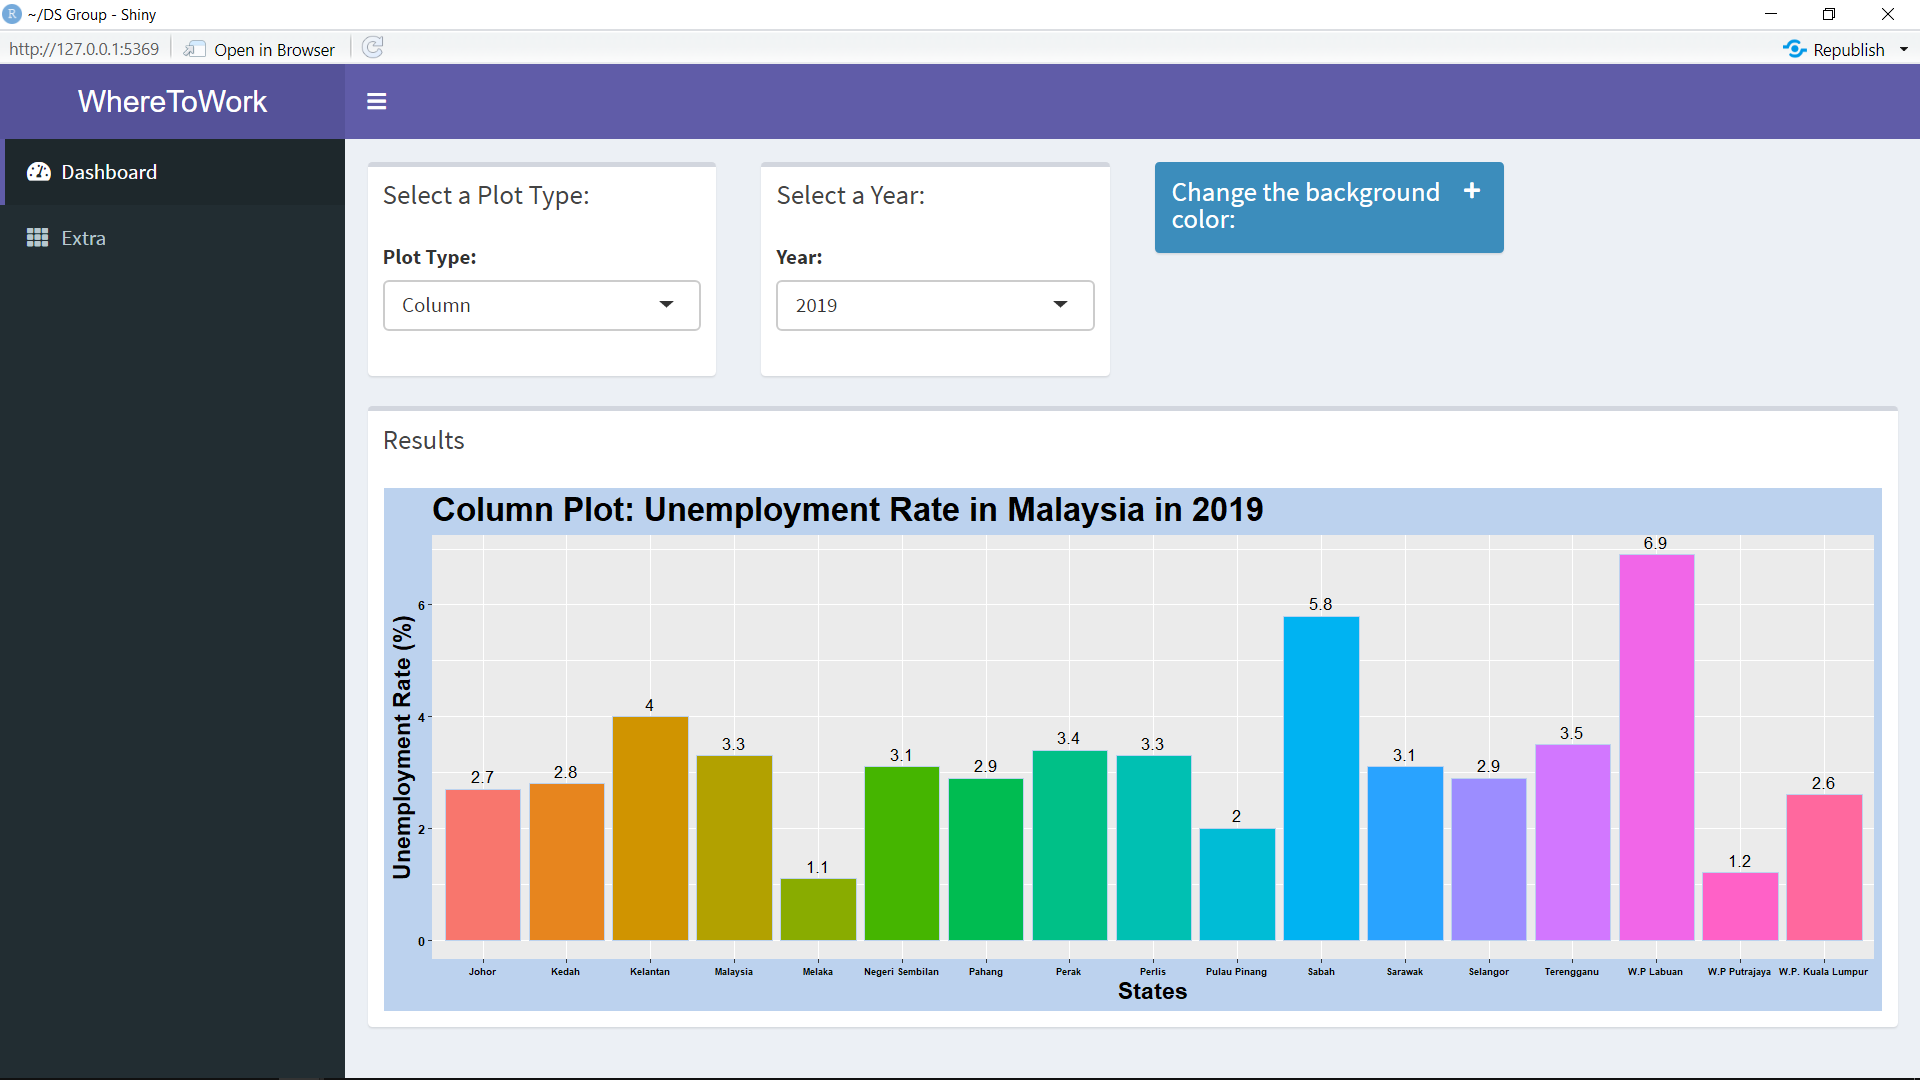 ~/DS Group - Shiny
http://127.0.0.1:5369 Open in Browser Republish
WhereToWork
Dashboard
Extra
Select a Plot Type:
Plot Type:
Column
Select a Year:
Year:
2019
Change the background +
color:
Results
Column Plot: Unemployment Rate in Malaysia in 2019
Unemployment Rate (%)
6
4
2
0
2.7
2.8
4
3.3
1.1
3.1
2.9
3.4
3.3
2
5.8
3.1
2.9
3.5
6.9
1.2
2.6
Johor
Kedah
Kelantan
Malaysia
Melaka
Negeri Sembilan
Pahang
Perak
Perlis
Pulau Pinang
Sabah
Sarawak
Selangor
Terengganu
W.P Labuan
W.P Putrajaya
W.P. Kuala Lumpur
States